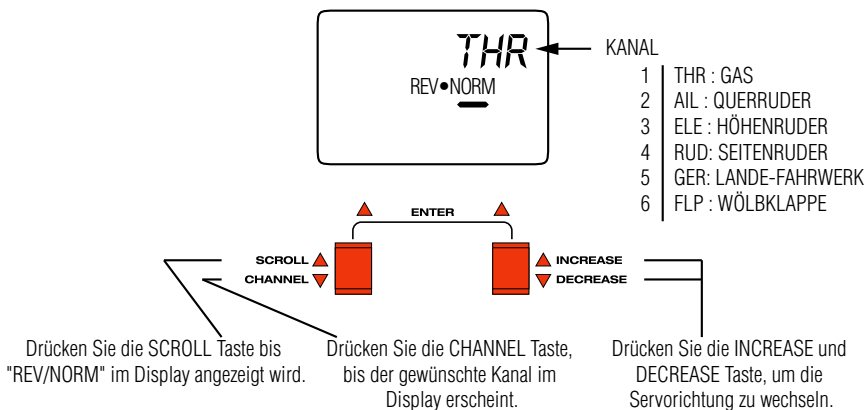 THR
REV•NORM
KANAL
1 THR : GAS
2 AIL : QUERRUDER
3 ELE : HÖHENRUDER
4 RUD: SEITENRUDER
5 GER: LANDE-FAHRWERK
6 FLP : WÖLBKLAPPE
ENTER
SCROLL
CHANNEL
INCREASE
DECREASE
Drücken Sie die SCROLL Taste bis
"REV/NORM" im Display angezeigt wird.
Drücken Sie die CHANNEL Taste,
bis der gewünschte Kanal im
Display erscheint.
Drücken Sie die INCREASE und
DECREASE Taste, um die
Servorichtung zu wechseln.